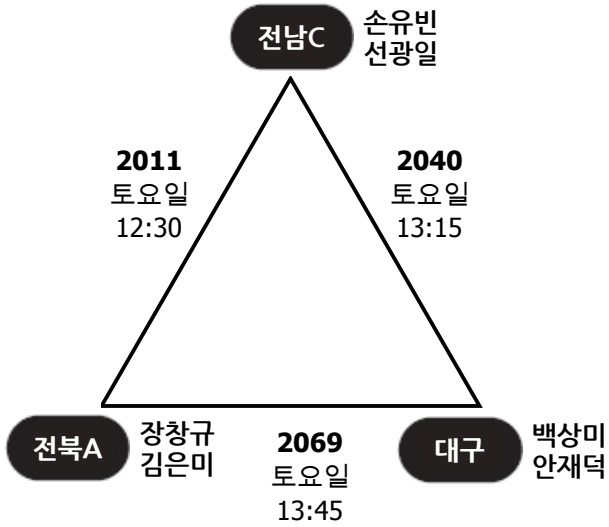 전남C
손유빈
선광일
2011
토요일
12:30
2040
토요일
13:15
전북A
장창규
김은미
2069
토요일
13:45
대구
백상미
안재덕